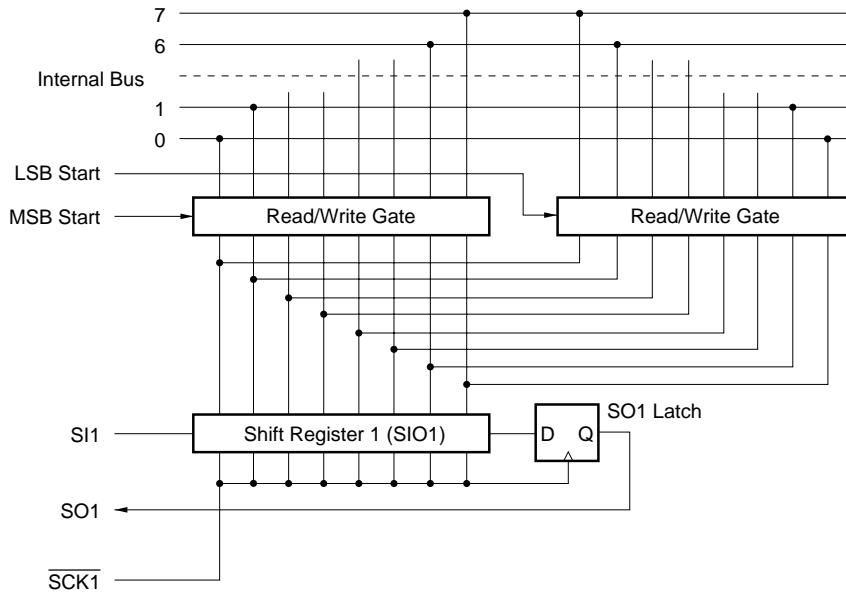 7
6
Internal Bus
1
0
LSB Start
MSB Start
Read/Write Gate
Read/Write Gate
SO1 Latch
SI1
Shift Register 1 (SIO1)
D
Q
SO1
SCK1